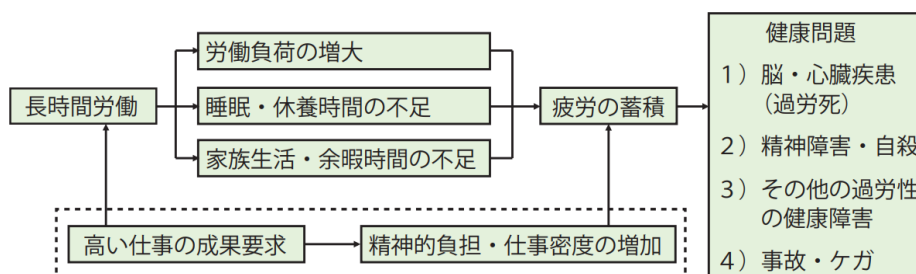 健康問題
1）脳・心臓疾患
（過労死）
2）精神障害・自殺
3）その他の過労性
の健康障害
4）事故・ケガ
労働負荷の増大
長時間労働
睡眠・休養時間の不足
疲労の蓄積
家族生活・余暇時間の不足
高い仕事の成果要求
精神的負担・仕事密度の増加